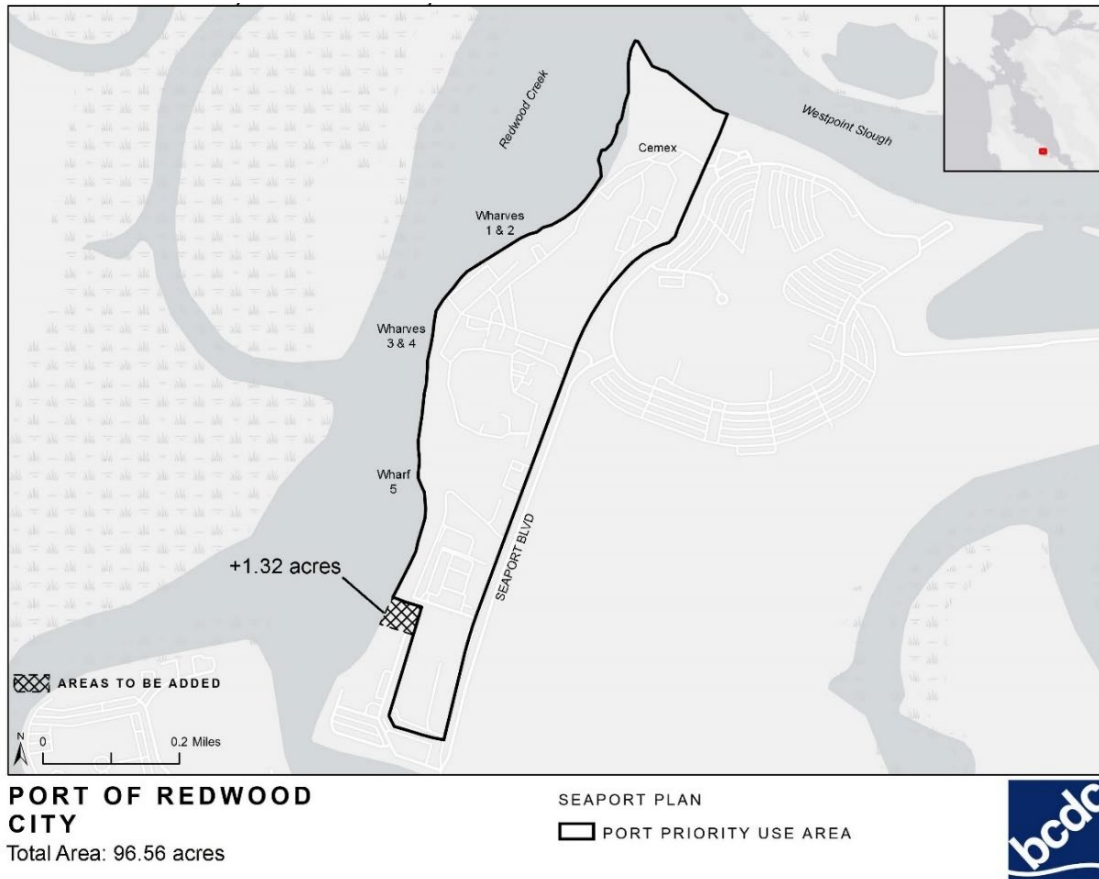 Redwood Creek
Westpoint Slough
Cemex
Wharves
1 & 2
Wharves
3 & 4
Wharf
5
SEAPORT BLVD
+1.32 acres
AREAS TO BE ADDED
N
0
0.2 Miles
PORT OF REDWOOD
CITY
Total Area: 96.56 acres
SEAPORT PLAN
PORT PRIORITY USE AREA
bcdc